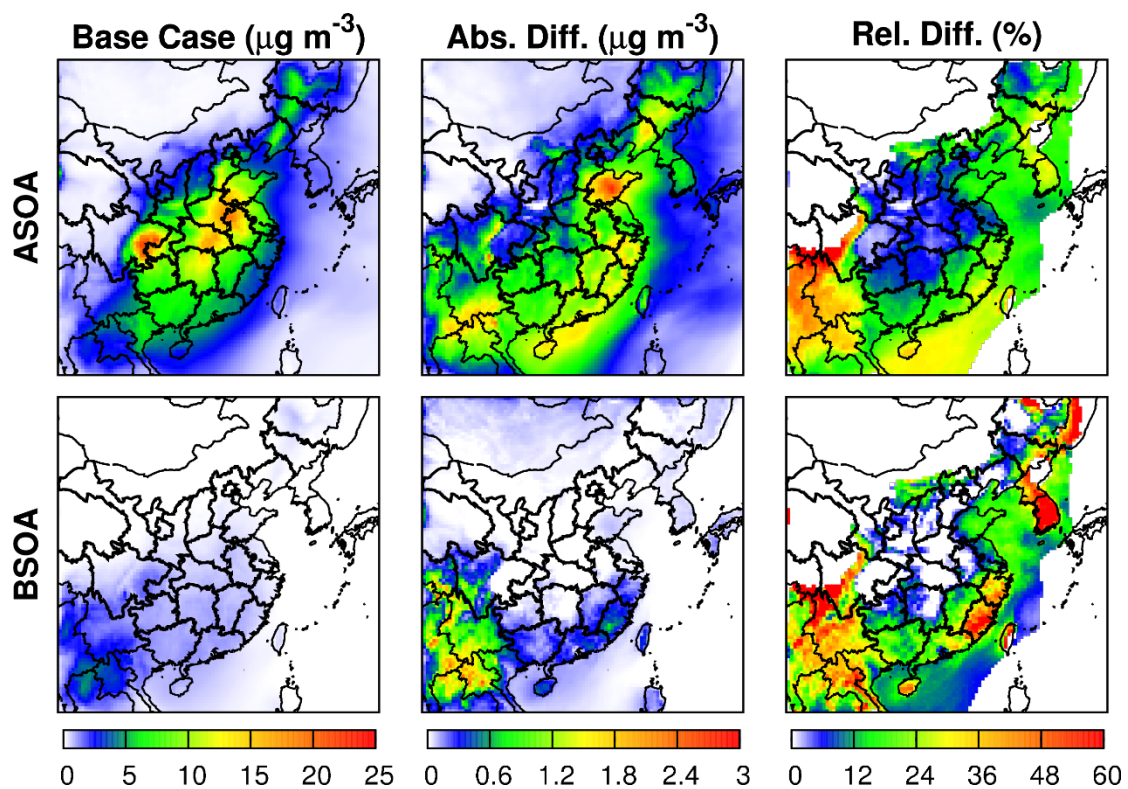 Base Case (μg m⁻³) Abs. Diff. (μg m⁻³) Rel. Diff. (%)
ASOA
BSOA
0 5 10 15 20 25 0 0.6 1.2 1.8 2.4 3 0 12 24 36 48 60